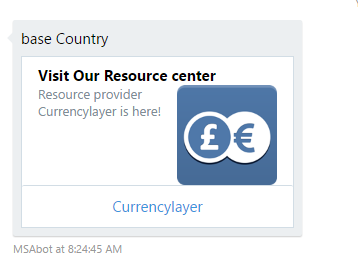 base Country
Visit Our Resource center
Resource provider
Currencylayer is here!
£ €
Currencylayer
MSAbot at 8:24:45 AM